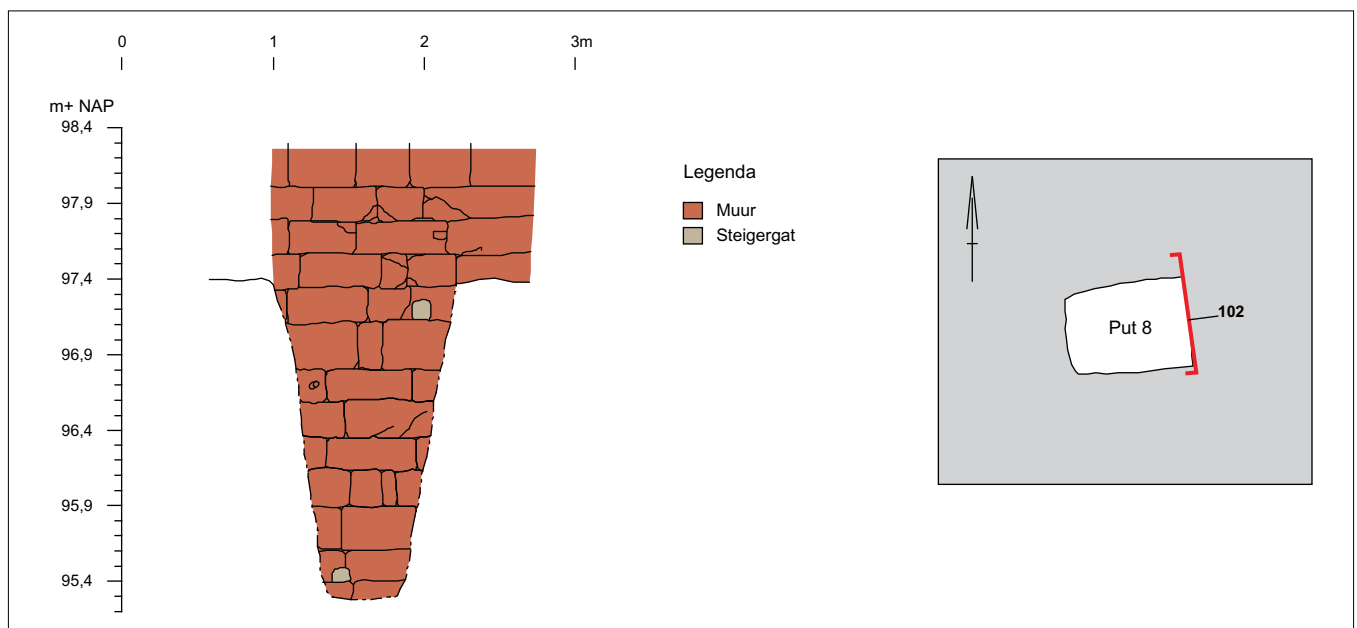 0 1 2 3m
m+ NAP
98,4
97,9
97,4
96,9
96,4
95,9
95,4
Legenda
Muur
Steigergat
Put 8
102